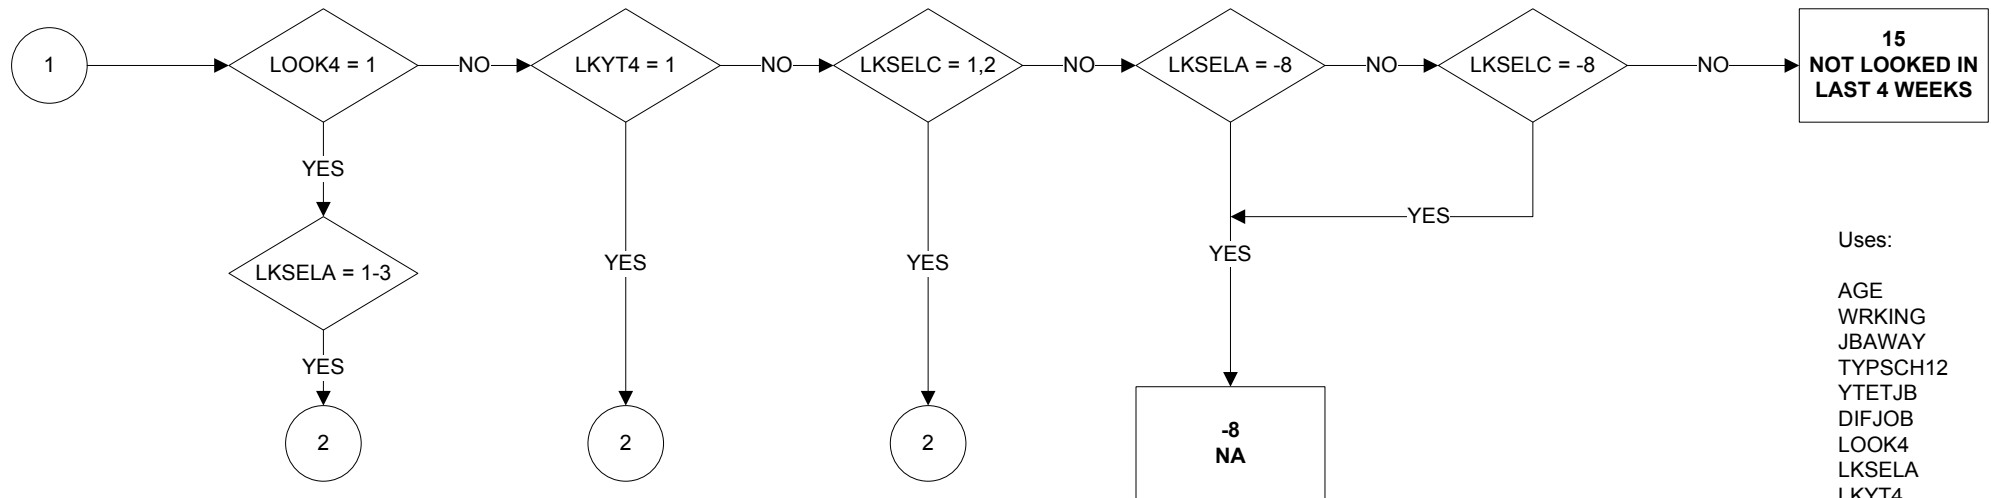 1
LOOK4 = 1
NO
LKYT4 = 1
NO
LKSELC = 1,2
NO
LKSELA = -8
NO
LKSELC = -8
NO
15
NOT LOOKED IN
LAST 4 WEEKS
YES
LKSELA = 1-3
YES
2
YES
2
YES
2
YES
YES
-8
NA
Uses:
AGE
WRKING
JBAWAY
TYPSCH12
YTETJB
DIFJOB
LOOK4
LKSELA
LKYT4